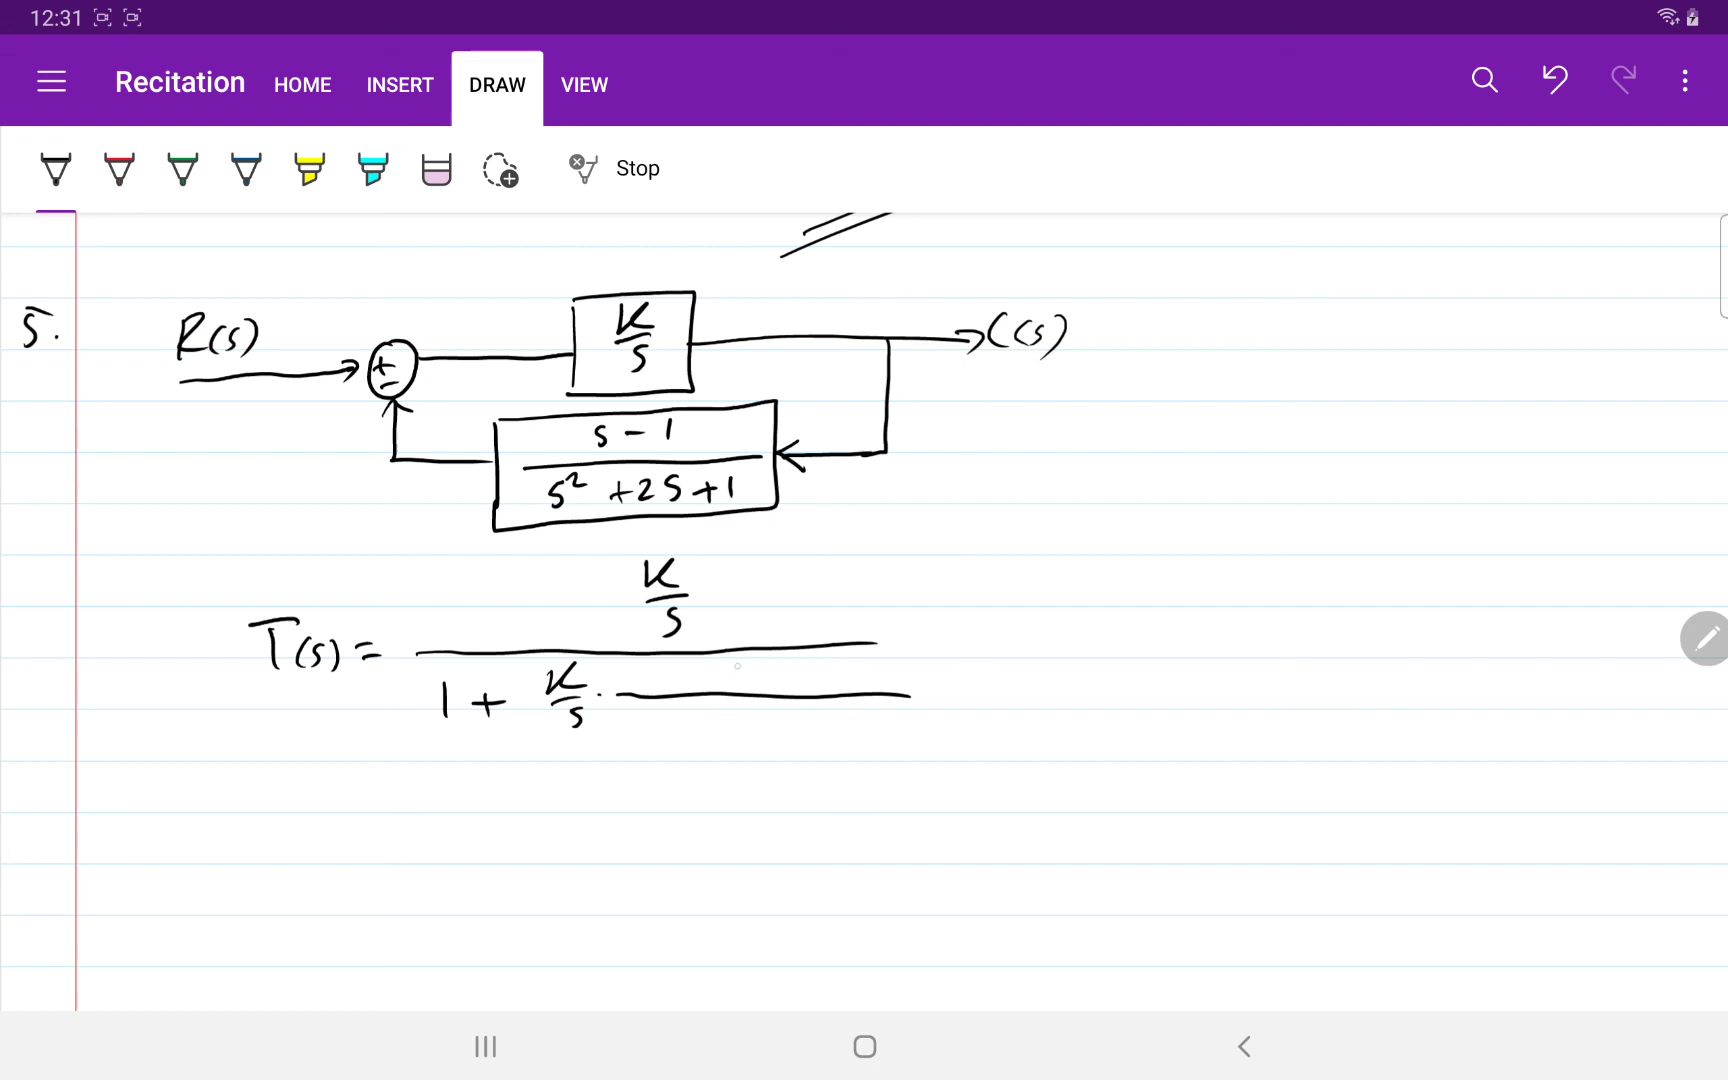 12:31
Recitation HOME INSERT DRAW VIEW
Stop
5.
R(s)
+
-
K
s
C(s)
s - 1
s² + 2s + 1
K
s
T(s) =
1 + K
s ·